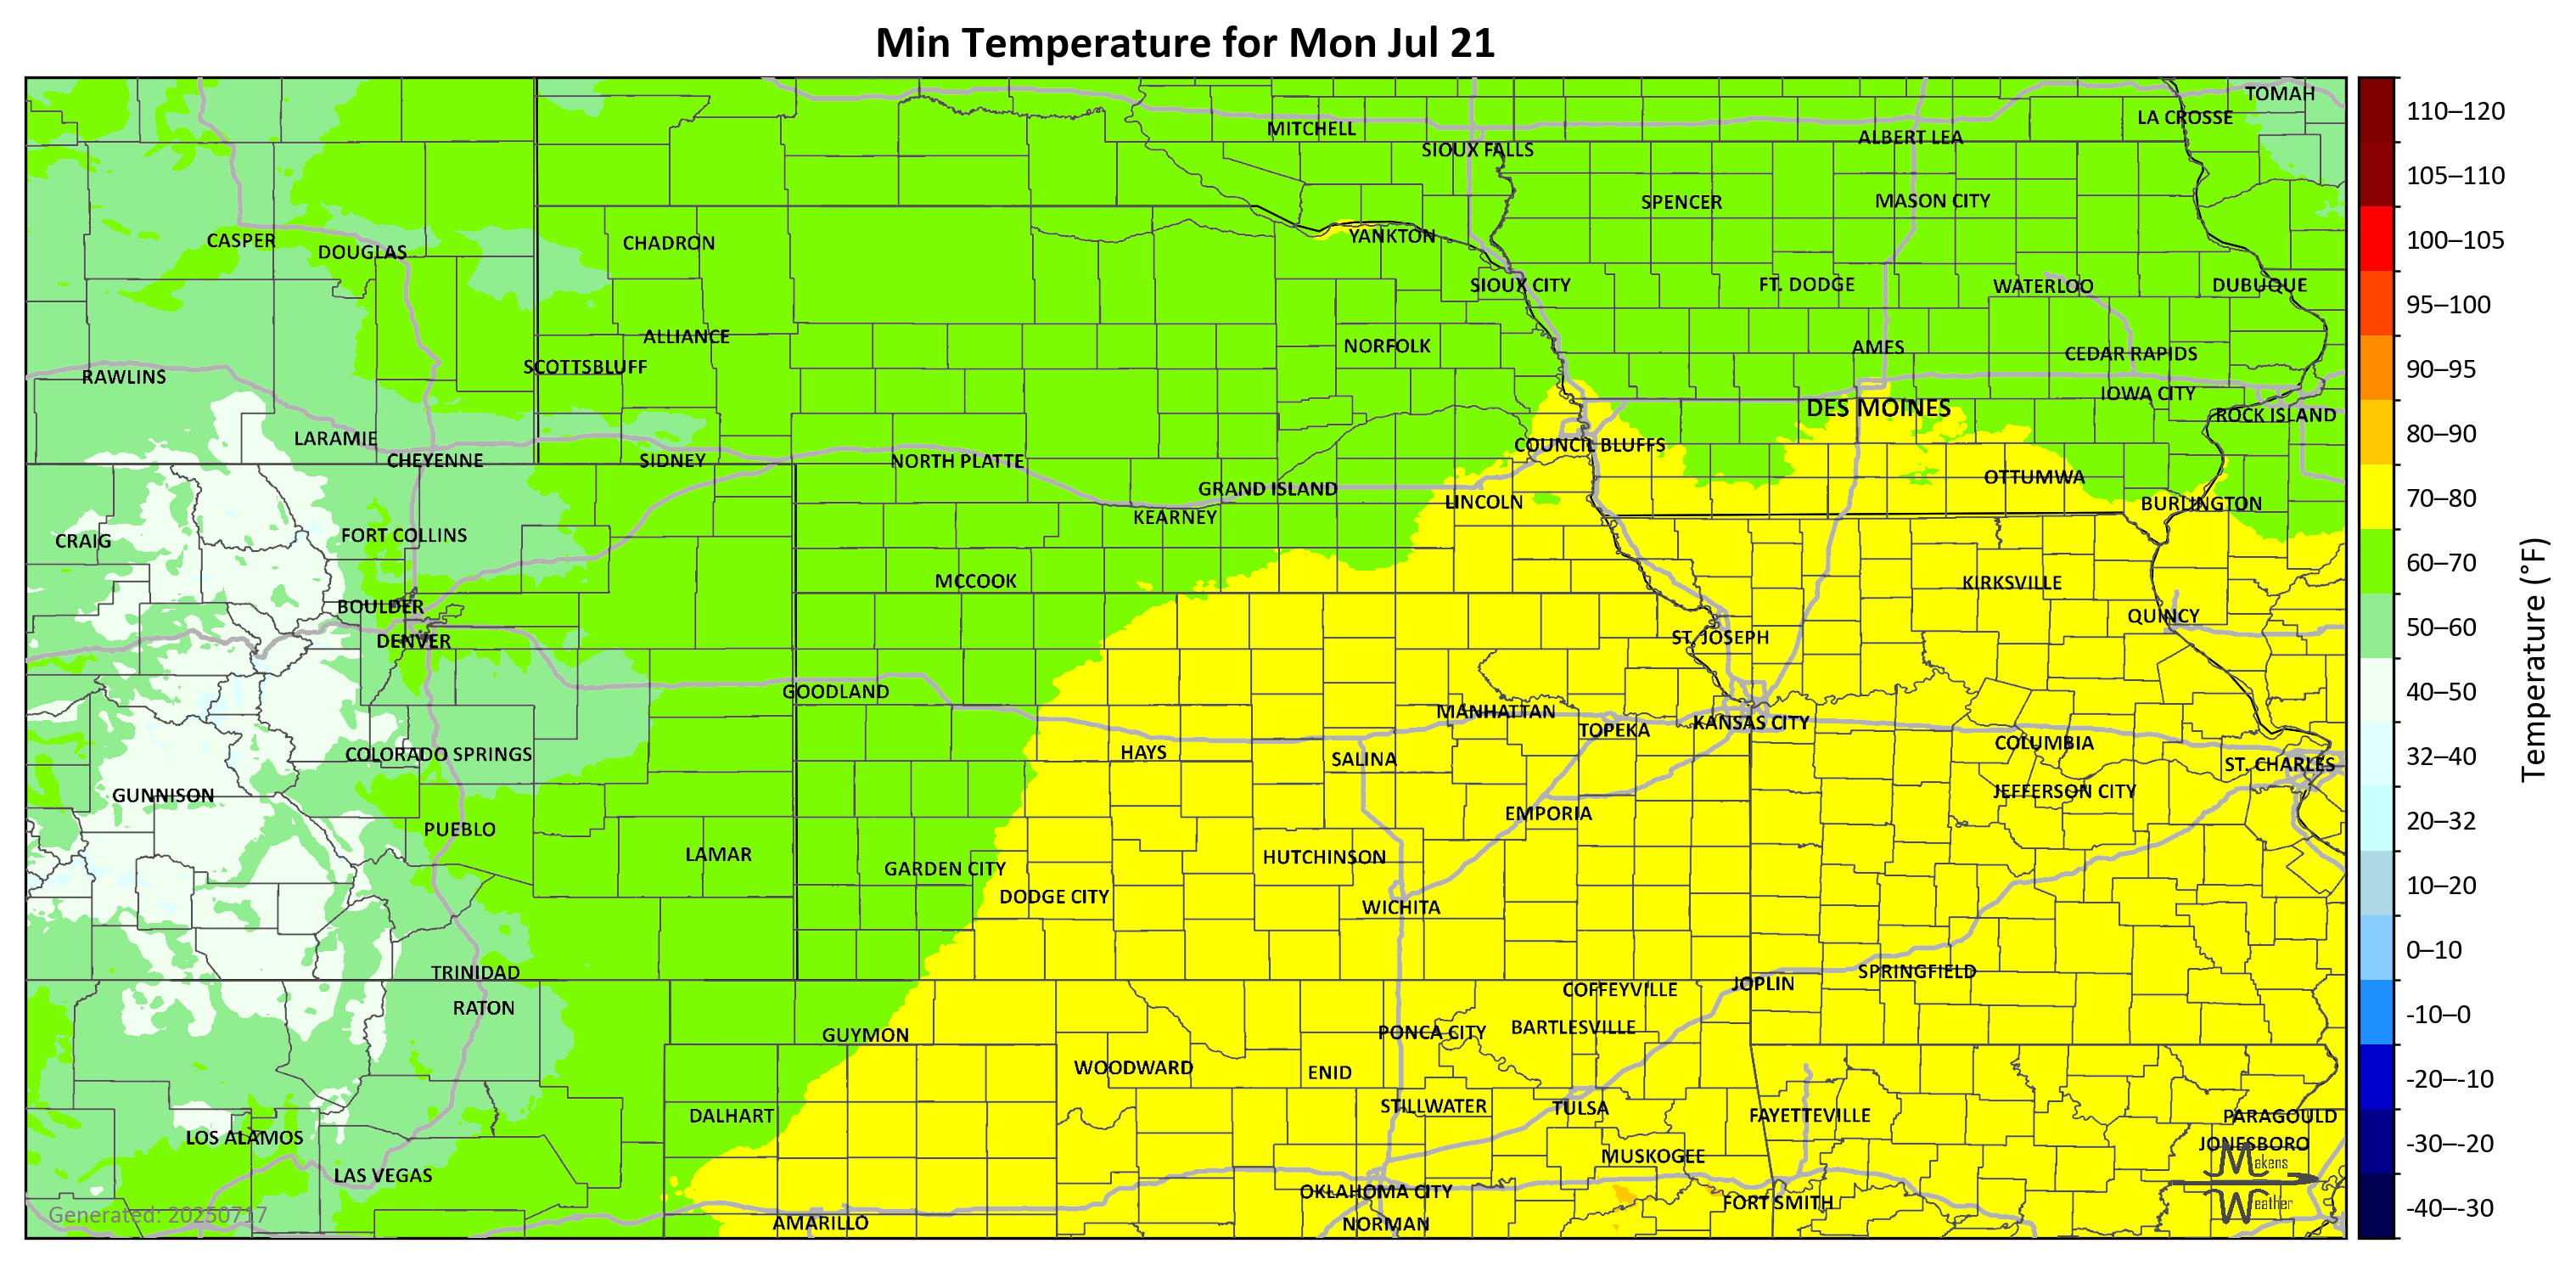 Min Temperature for Mon Jul 21
TOMAH
LA CROSSE
MITCHELL
ALBERT LEA
SIOUX FALLS
SPENCER
MASON CITY
YANKTON
CASPER
DOUGLAS
CHADRON
SIOUX CITY
FT. DODGE
WATERLOO
DUBUQUE
ALLIANCE
NORFOLK
AMES
CEDAR RAPIDS
SCOTTSBLUFF
RAWLINS
IOWA CITY
DES MOINES
ROCK ISLAND
LARAMIE
COUNCIL BLUFFS
CHEYENNE
SIDNEY
NORTH PLATTE
OTTUMWA
GRAND ISLAND
LINCOLN
BURLINGTON
KEARNEY
CRAIG
FORT COLLINS
MCCOOK
KIRKSVILLE
BOULDER
QUINCY
DENVER
ST. JOSEPH
GOODLAND
MANHATTAN
KANSAS CITY
TOPEKA
COLUMBIA
COLORADO SPRINGS
HAYS
SALINA
ST. CHARLES
GUNNISON
JEFFERSON CITY
EMPORIA
PUEBLO
LAMAR
HUTCHINSON
GARDEN CITY
DODGE CITY
WICHITA
TRINIDAD
SPRINGFIELD
JOPLIN
COFFEYVILLE
RATON
BARTLESVILLE
PONCA CITY
GUYMON
WOODWARD
ENID
STILLWATER
TULSA
DALHART
FAYETTEVILLE
PARAGOULD
LOS ALAMOS
JONESBORO
MUSKOGEE
LAS VEGAS
OKLAHOMA CITY
FORT SMITH
AMARILLO
NORMAN
Generated: 20250717
Makens
Weather
110–120
105–110
100–105
95–100
90–95
80–90
70–80
60–70
50–60
40–50
32–40
20–32
10–20
0–10
-10–0
-20–-10
-30–-20
-40–-30
Temperature (°F)